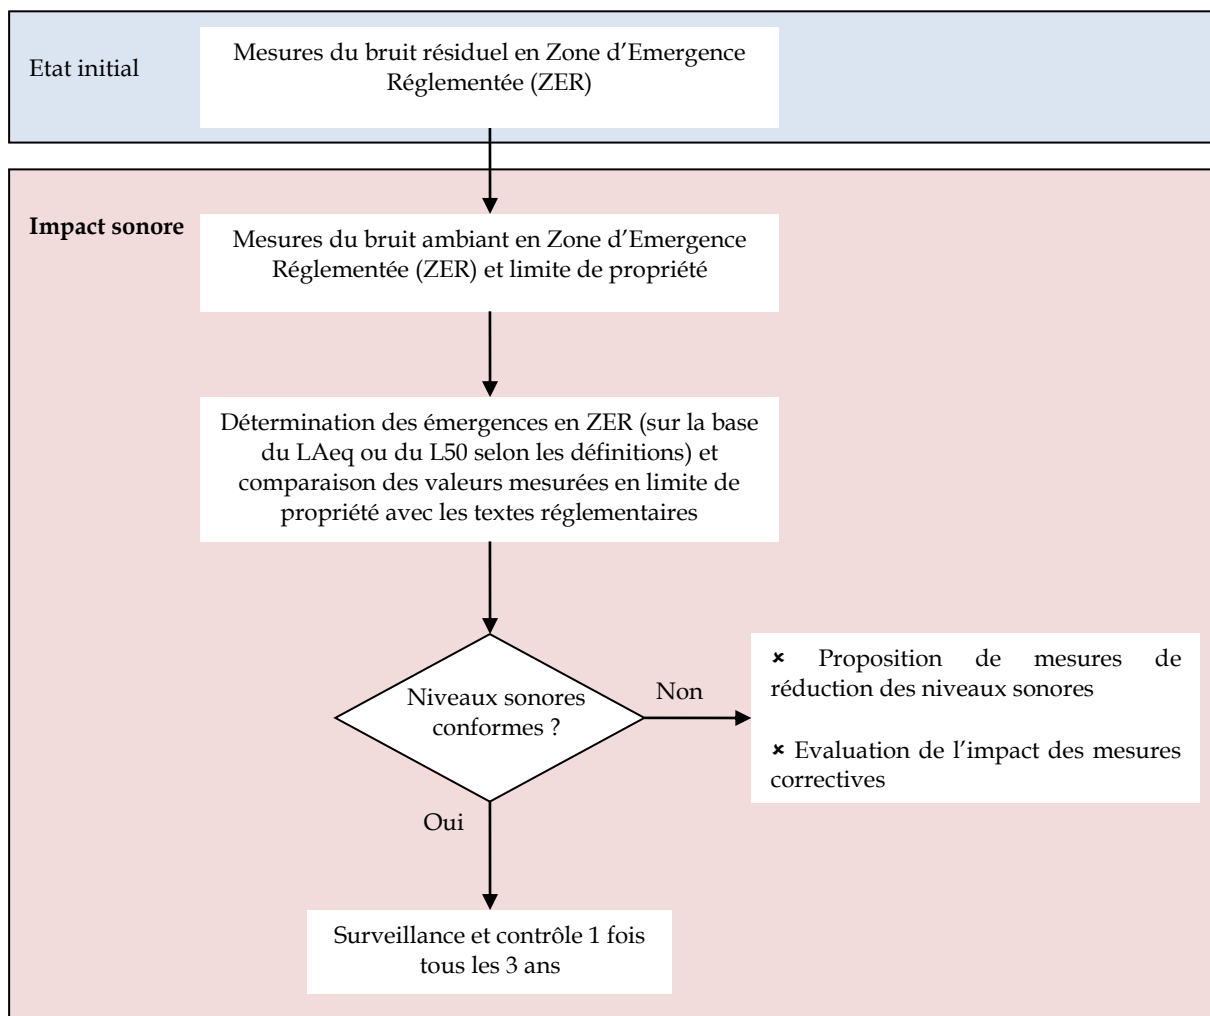 Etat initial
Mesures du bruit résiduel en Zone d’Emergence
Réglementée (ZER)
Impact sonore
Mesures du bruit ambiant en Zone d’Emergence
Réglementée (ZER) et limite de propriété
Détermination des émergences en ZER (sur la base
du LAeq ou du L50 selon les définitions) et
comparaison des valeurs mesurées en limite de
propriété avec les textes réglementaires
Niveaux sonores
conformes ?
Non
× Proposition de mesures de
réduction des niveaux sonores
× Evaluation de l’impact des mesures
correctives
Oui
Surveillance et contrôle 1 fois
tous les 3 ans